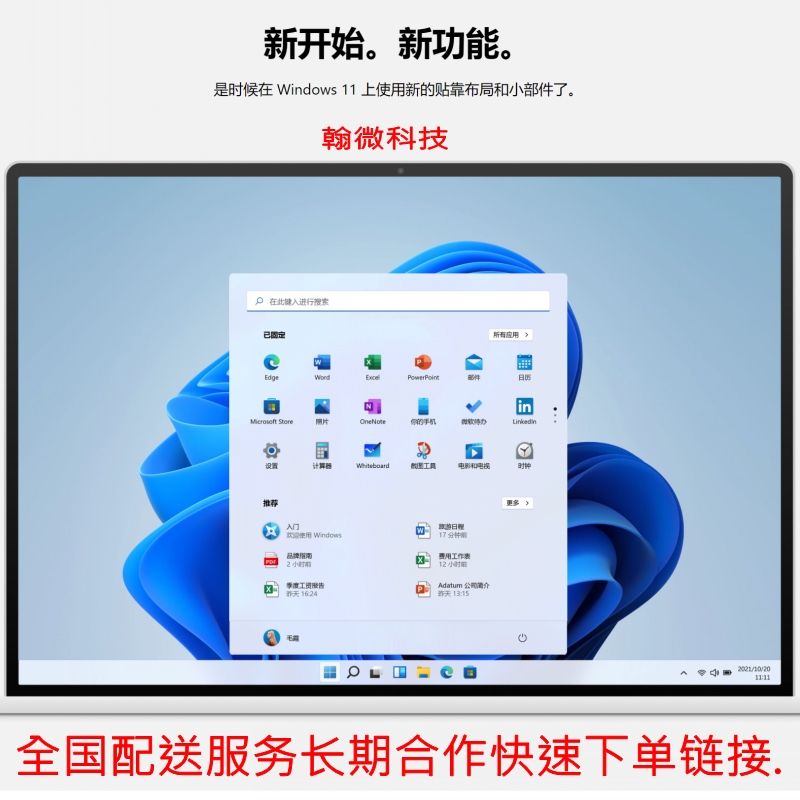 新开始。新功能。
是时候在 Windows 11 上使用新的贴靠布局和小部件了。
翰微科技
在此键入进行搜索
已固定
所有应用 >
Edge Word Excel PowerPoint 邮件 日历
Microsoft Store 照片 OneNote 你的手机 微软待办 LinkedIn
设置 计算器 Whiteboard 截图工具 电影和电视 时钟
推荐
更多 >
入门
欢迎使用 Windows
旅游日程
17 分钟前
品牌指南
2 小时前
费用工作表
12 小时前
季度工资报告
昨天 16:24
Adatum 公司简介
昨天 13:15
毛霞
2021/10/20
11:11
全国配送服务长期合作快速下单链接.